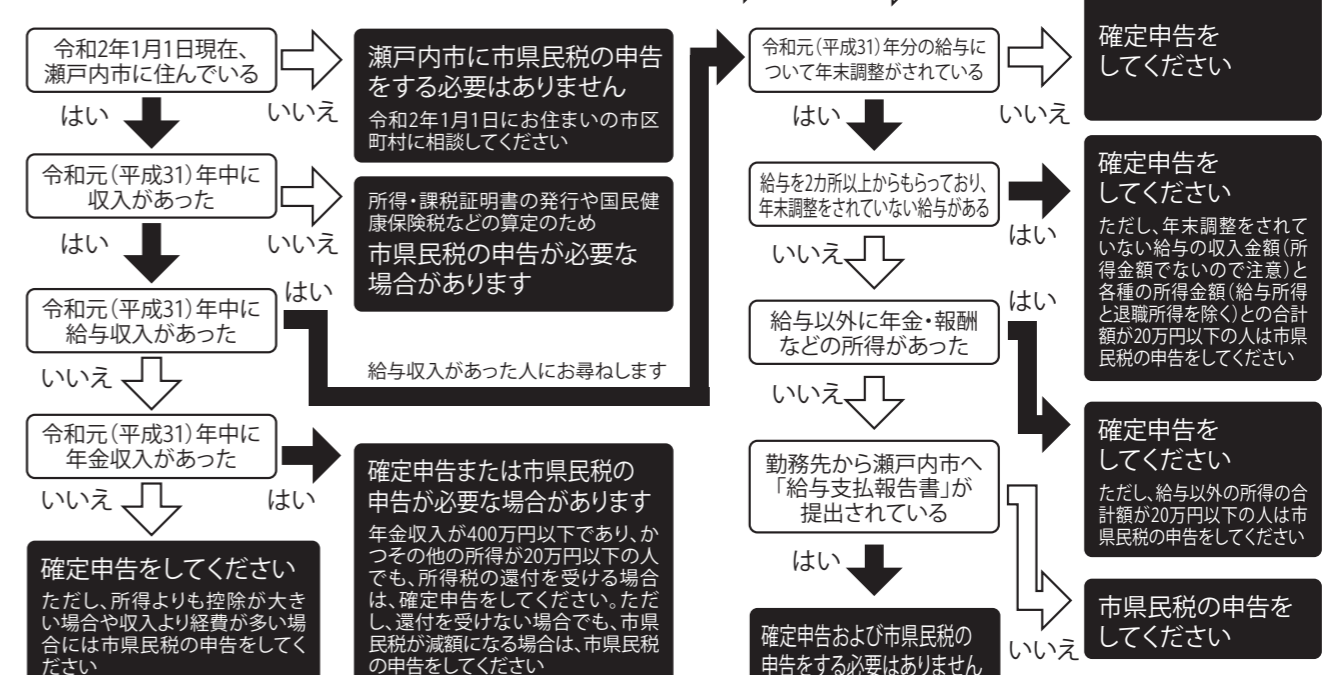 令和2年1月1日現在、
瀬戸内市に住んでいる
はい
いいえ
瀬戸内市に市県民税の申告
をする必要はありません
令和2年1月1日にお住まいの市区
町村に相談してください
令和元(平成31)年中に
収入があった
はい
いいえ
所得・課税証明書の発行や国民健
康保険税などの算定のため
市県民税の申告が必要な
場合があります
令和元(平成31)年中に
給与収入があった
はい
いいえ
給与収入があった人にお尋ねします
令和元(平成31)年中に
年金収入があった
いいえ
はい
確定申告をしてください
ただし、所得よりも控除が大き
い場合や収入より経費が多い場
合には市県民税の申告をしてく
ださい
確定申告または市県民税の
申告が必要な場合があります
年金収入が400万円以下であり、か
つその他の所得が20万円以下の人
でも、所得税の還付を受ける場合
は、確定申告をしてください。ただ
し、還付を受けない場合でも、市県
民税が減額になる場合は、市県民税
の申告をしてください
令和元(平成31)年分の給与に
ついて年末調整がされている
はい
いいえ
確定申告を
してください
給与を2カ所以上からもらっており、
年末調整をされていない給与がある
いいえ
はい
確定申告を
してください
ただし、年末調整をされて
いない給与の収入金額(所
得金額でないので注意)と
各種の所得金額(給与所得
と退職所得を除く)との合計
額が20万円以下の人は市県
民税の申告をしてください
給与以外に年金・報酬
などの所得があった
はい
いいえ
確定申告を
してください
ただし、給与以外の所得の合
計額が20万円以下の人は市
県民税の申告をしてください
勤務先から瀬戸内市へ
「給与支払報告書」が
提出されている
はい
いいえ
市県民税の申告を
してください
確定申告および市県民税の
申告をする必要はありません